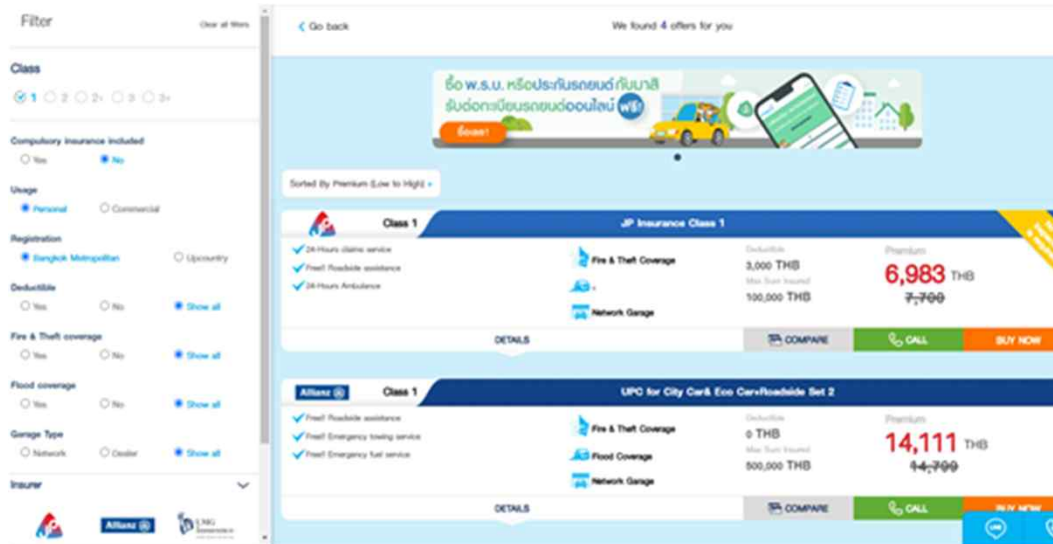 Filter
Clear all filters
Class
1 2 2+ 3 3+
Compulsory insurance included
Yes No
Usage
Personal Commercial
Registration
Bangkok Metropolitan Upcountry
Deductible
Yes No Show all
Fire & Theft coverage
Yes No Show all
Flood coverage
Yes No Show all
Garage Type
Network Dealer Show all
Insurer
JP Allianz LMG
Go back
We found 4 offers for you
ซื้อ พ.ร.บ. หรือประกันรถยนต์ กับมาสิ
รับต่อทะเบียนรถยนต์ออนไลน์ ฟรี!
ซื้อเลย!
Sorted By Premium (Low to High)
JP Class 1 JP Insurance Class 1
24-Hours claims service
Free!! Roadside assistance
24-Hours Ambulance
Fire & Theft Coverage
-
Network Garage
Deductible
3,000 THB
Max Sum Insured
100,000 THB
Premium
6,983 THB
7,700
DETAILS COMPARE CALL BUY NOW
Allianz Class 1 UPC for City Car& Eco Car+Roadside Set 2
Free!! Roadside assistance
Free!! Emergency towing service
Free!! Emergency fuel service
Fire & Theft Coverage
Flood Coverage
Network Garage
Deductible
0 THB
Max Sum Insured
500,000 THB
Premium
14,111 THB
14,799
DETAILS COMPARE CALL BUY NOW
LINE